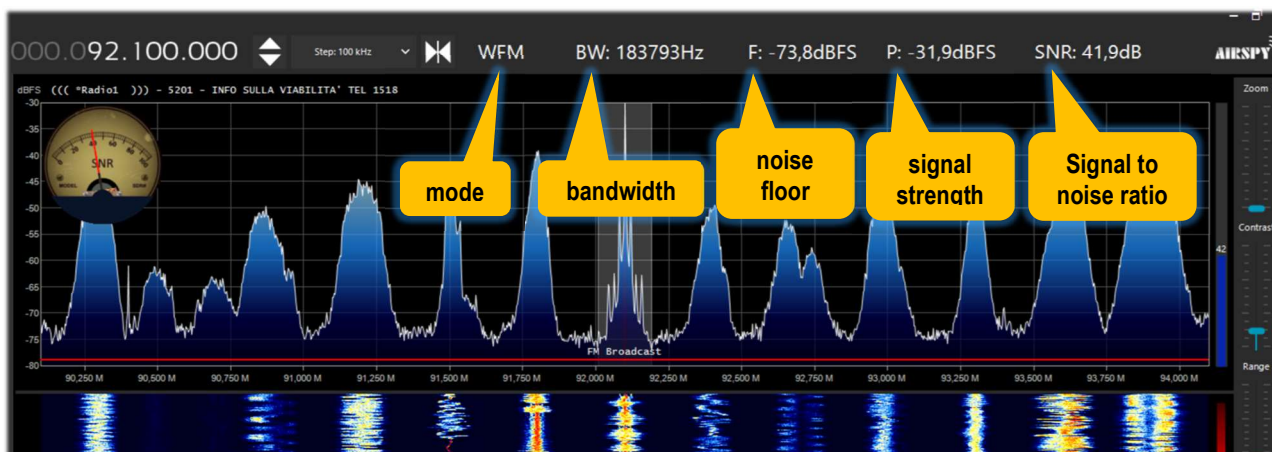 000.092.100.000
Step: 100 kHz
WFM
BW: 183793Hz
F: -73,8dBFS
P: -31,9dBFS
SNR: 41,9dB
AIRSPY
dBFS ((( *Radio1 ))) - 5201 - INFO SULLA VIABILITA' TEL 1518
Zoom
-30
-35
-40
-45
-50
-55
-60
-65
-70
-75
-80
SNR
mode
bandwidth
noise
floor
signal
strength
Signal to
noise ratio
Contrast
42
FM Broadcast
90,250 M 90,500 M 90,750 M 91,000 M 91,250 M 91,500 M 91,750 M 92,000 M 92,250 M 92,500 M 92,750 M 93,000 M 93,250 M 93,500 M 93,750 M 94,000 M
Range